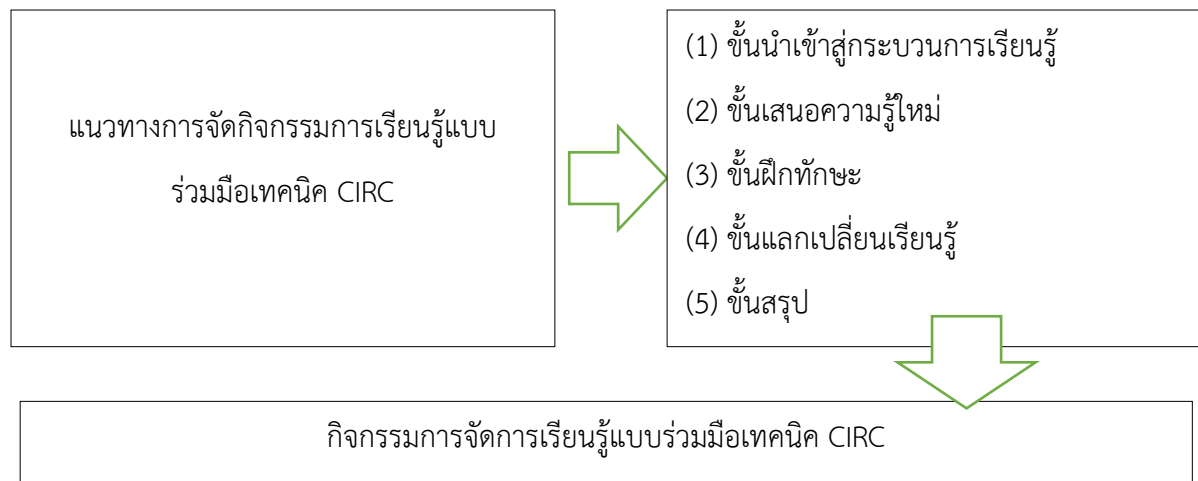 แนวทางการจัดกิจกรรมการเรียนรู้แบบ
ร่วมมือเทคนิค CIRC
(1) ขั้นนำเข้าสู่กระบวนการเรียนรู้
(2) ขั้นเสนอความรู้ใหม่
(3) ขั้นฝึกทักษะ
(4) ขั้นแลกเปลี่ยนเรียนรู้
(5) ขั้นสรุป
กิจกรรมการจัดการเรียนรู้แบบร่วมมือเทคนิค CIRC